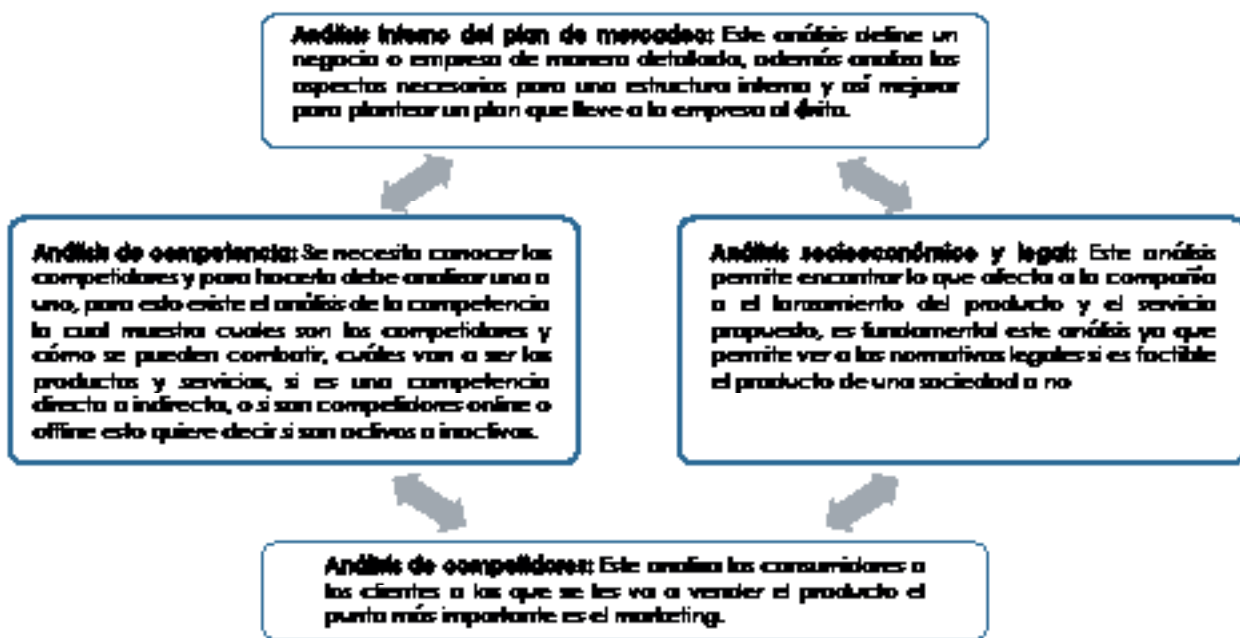 Análisis interno del plan de mercadeo: Este análisis define un
negocio o empresa de manera detallada, además analiza los
aspectos necesarios para una estructura interna y así mejorar
para plantear un plan que lleve a la empresa al éxito.
Análisis de competencia: Se necesita conocer los
competidores y para hacerlo debe analizar uno a
uno, para esto existe el análisis de la competencia
la cual muestra cuales son los competidores y
cómo se pueden combatir, cuáles van a ser los
productos y servicios, si es una competencia
directa o indirecta, o si son competidores online o
offline esto quiere decir si son activos o inactivos.
Análisis socioeconómico y legal: Este análisis
permite encontrar lo que afecta a la compañía
o el lanzamiento del producto y el servicio
propuesto, es fundamental este análisis ya que
permite ver a las normativas legales si es factible
el producto de una sociedad o no
Análisis de competidores: Este analiza los consumidores o
los clientes a los que se les va a vender el producto el
punto más importante es el marketing.